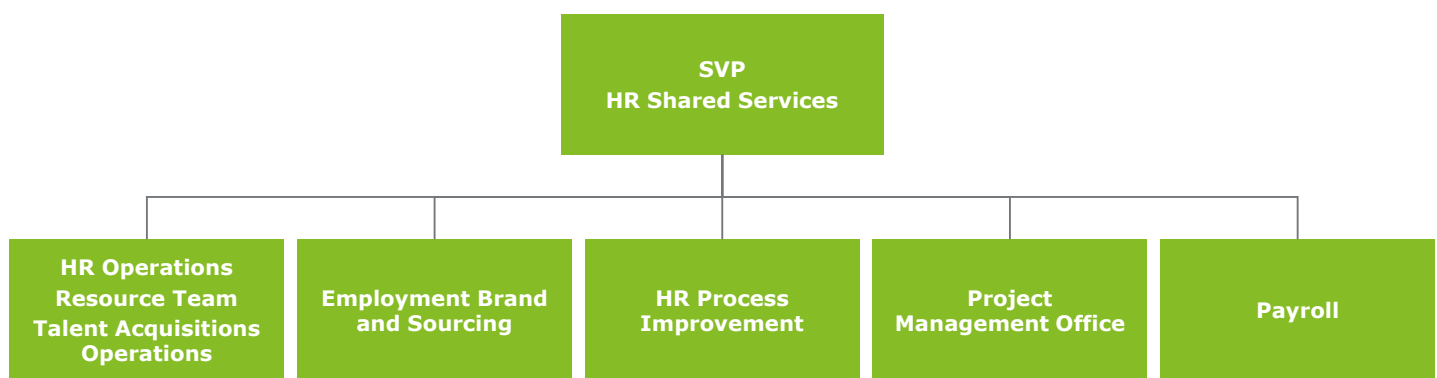 SVP
HR Shared Services
HR Operations
Resource Team
Talent Acquisitions
Operations
Employment Brand
and Sourcing
HR Process
Improvement
Project
Management Office
Payroll